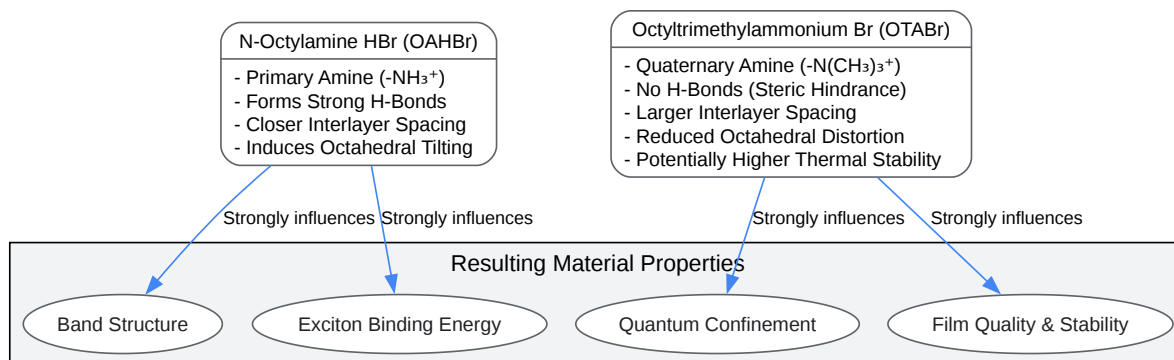 N-Octylamine HBr (OAHBr)
- Primary Amine (-NH₃⁺)
- Forms Strong H-Bonds
- Closer Interlayer Spacing
- Induces Octahedral Tilting
Octyltrimethylammonium Br (OTABr)
- Quaternary Amine (-N(CH₃)₃⁺)
- No H-Bonds (Steric Hindrance)
- Larger Interlayer Spacing
- Reduced Octahedral Distortion
- Potentially Higher Thermal Stability
Strongly influences
Strongly influences
Strongly influences
Strongly influences
Resulting Material Properties
Band Structure
Exciton Binding Energy
Quantum Confinement
Film Quality & Stability